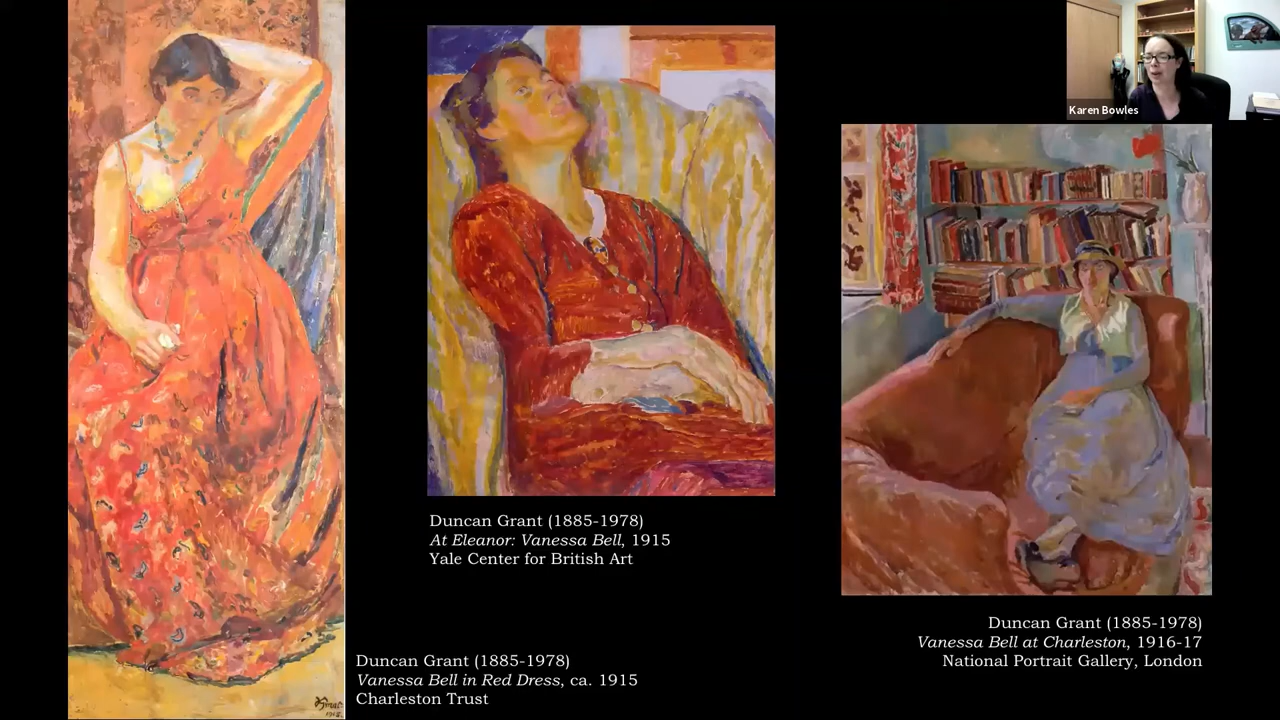 Karen Bowles
Duncan Grant (1885-1978)
At Eleanor: Vanessa Bell, 1915
Yale Center for British Art
Duncan Grant (1885-1978)
Vanessa Bell at Charleston, 1916-17
National Portrait Gallery, London
Duncan Grant (1885-1978)
Vanessa Bell in Red Dress, ca. 1915
Charleston Trust